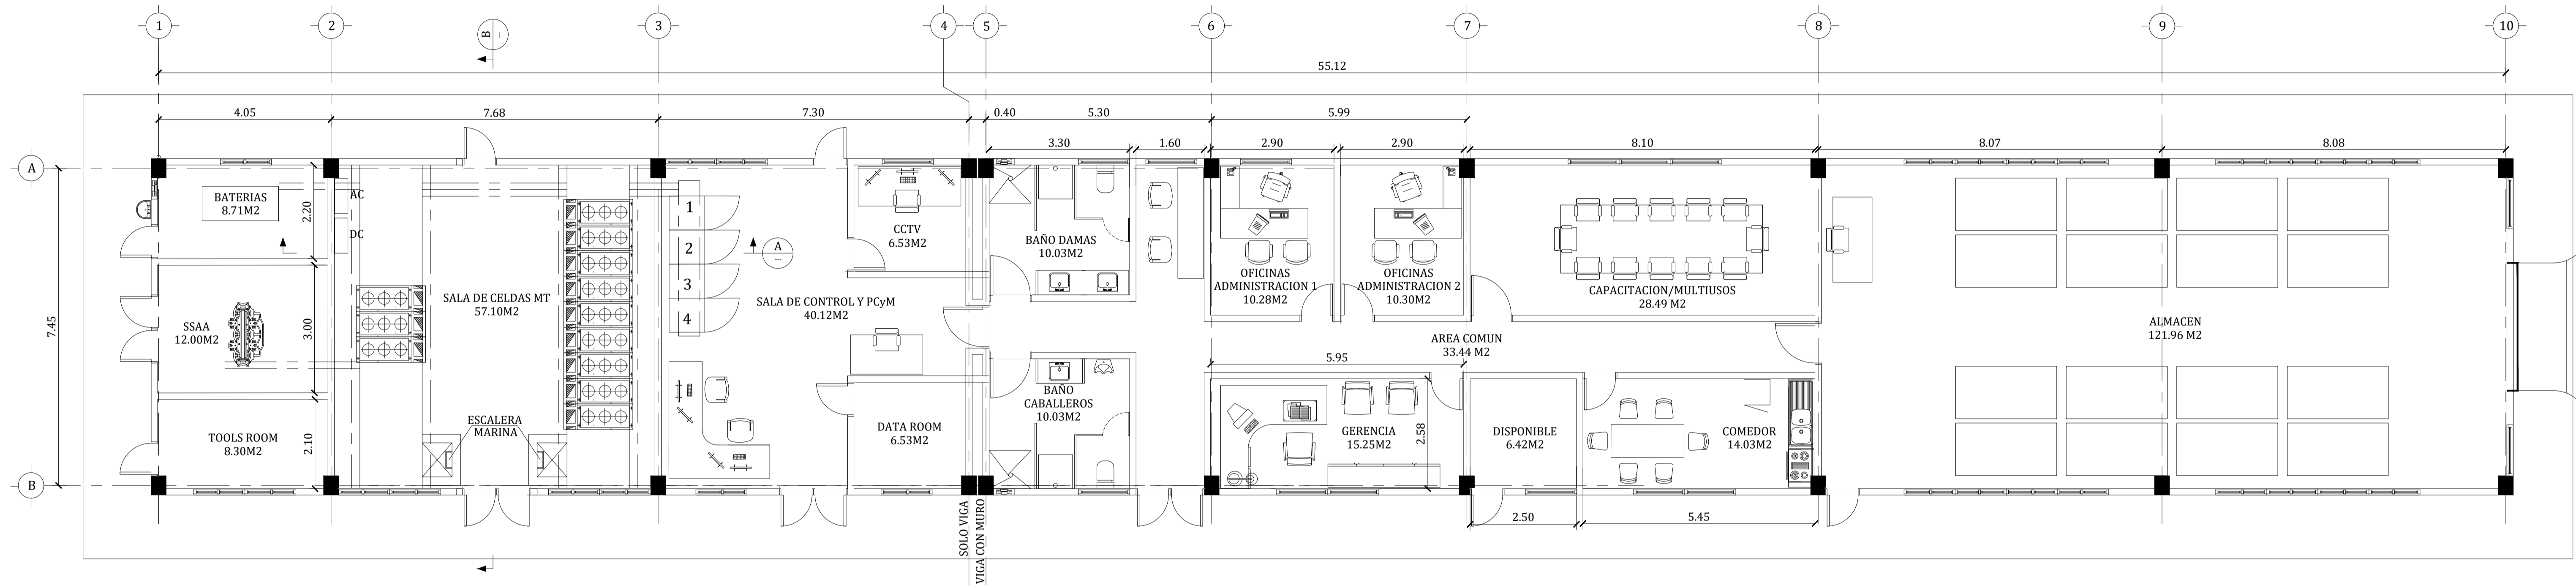 1
2
3
4
5
6
7
8
9
10
B
55.12
4.05
7.68
7.30
0.40
5.30
5.99
3.30
1.60
2.90
2.90
8.10
8.07
8.08
A
B
7.45
BATERIAS
8.71M2
2.20
AC
DC
SSAA
12.00M2
3.00
TOOLS ROOM
8.30M2
2.10
SALA DE CELDAS MT
57.10M2
ESCALERA
MARINA
1
2
3
4
A
SALA DE CONTROL Y PCyM
40.12M2
CCTV
6.53M2
DATA ROOM
6.53M2
SOLO VIGA
VIGA CON MURO
BAÑO DAMAS
10.03M2
BAÑO
CABALLEROS
10.03M2
OFICINAS
ADMINISTRACION 1
10.28M2
OFICINAS
ADMINISTRACION 2
10.30M2
CAPACITACION/MULTIUSOS
28.49 M2
AREA COMUN
33.44 M2
5.95
GERENCIA
15.25M2
2.58
DISPONIBLE
6.42M2
COMEDOR
14.03M2
2.50
5.45
ALMACEN
121.96 M2